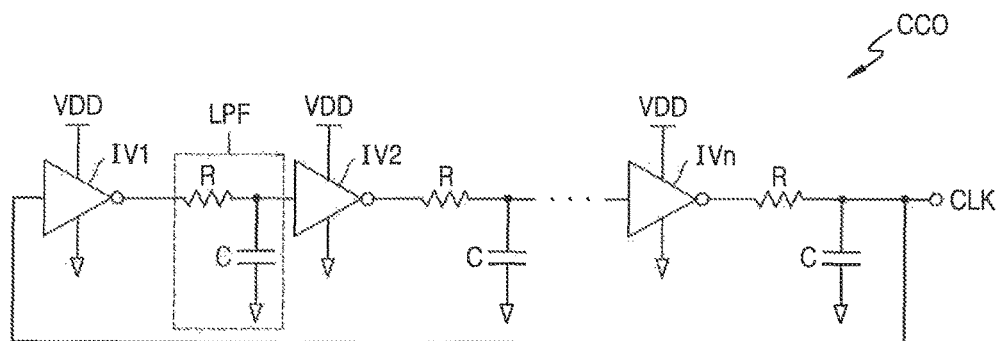 CCO
VDD
LPF
VDD
VDD
IV1
IV2
IVn
R
R
R
CLK
. . .
C
C
C